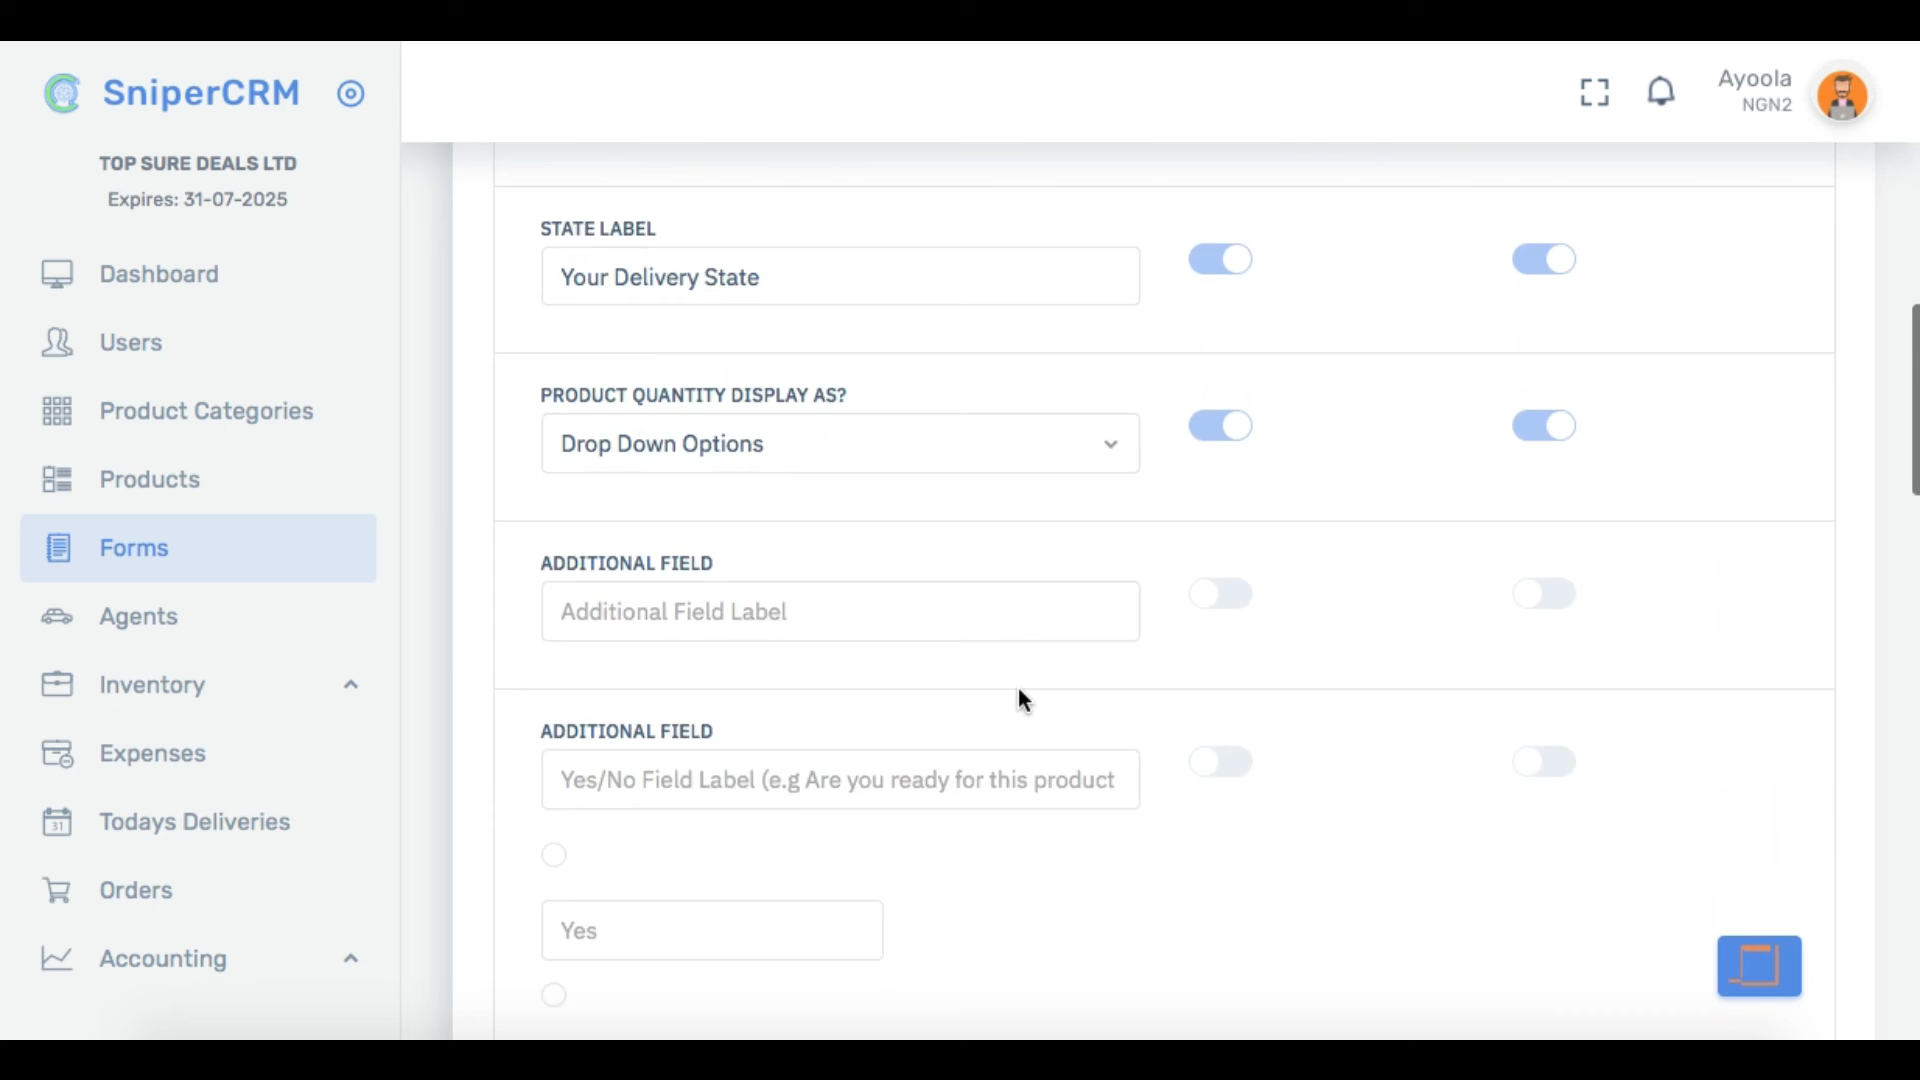 SniperCRM
Ayoola
NGN2
TOP SURE DEALS LTD
Expires: 31-07-2025
Dashboard
Users
Product Categories
Products
Forms
Agents
Inventory
Expenses
31
Todays Deliveries
Orders
Accounting
STATE LABEL
Your Delivery State
PRODUCT QUANTITY DISPLAY AS?
Drop Down Options
ADDITIONAL FIELD
Additional Field Label
ADDITIONAL FIELD
Yes/No Field Label (e.g Are you ready for this product
Yes